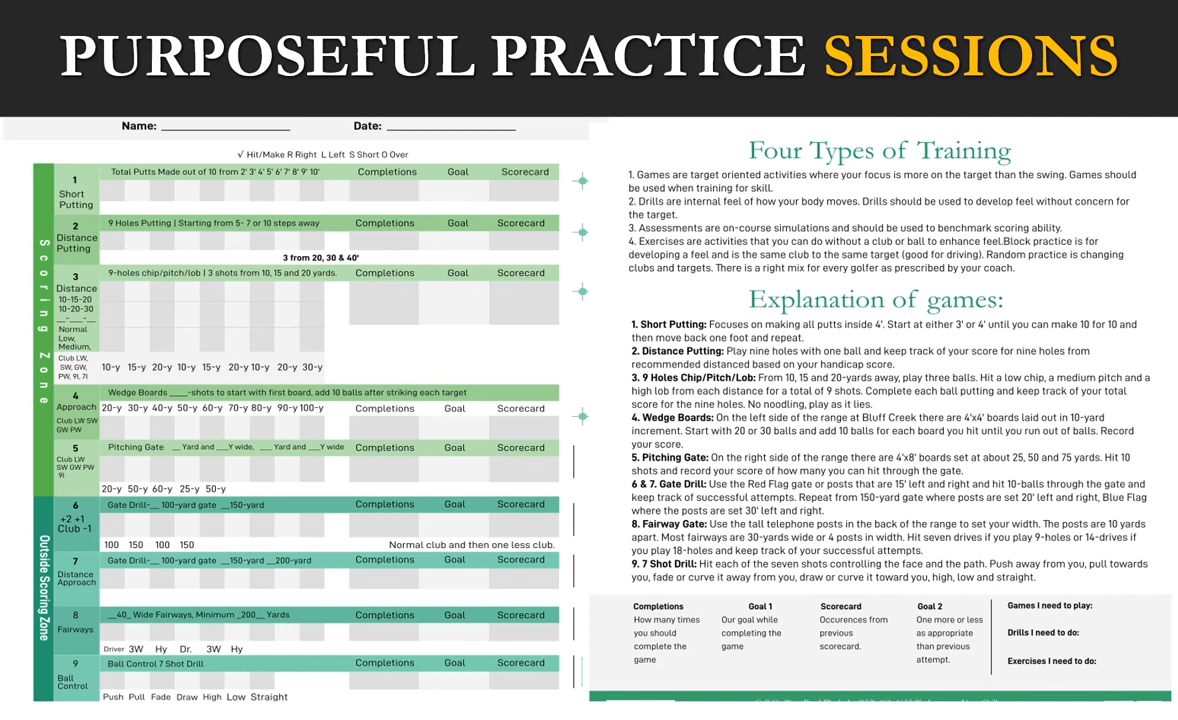 PURPOSEFUL PRACTICE SESSIONS
Name: ____________________ Date: ____________________
√ Hit/Make R Right L Left S Short O Over
Scoring Zone
1
Short
Putting
Total Putts Made out of 10 from 2' 3' 4' 5' 6' 7' 8' 9' 10' Completions Goal Scorecard
2
Distance
Putting
9 Holes Putting | Starting from 5- 7 or 10 steps away Completions Goal Scorecard
3 from 20, 30 & 40'
3
Distance
10-15-20
10-20-30
__-__-__
Normal
Low,
Medium,
9-holes chip/pitch/lob | 3 shots from 10, 15 and 20 yards. Completions Goal Scorecard
Club LW,
SW, GW,
PW, 9I, 7I
10-y 15-y 20-y 10-y 15-y 20-y 10-y 20-y 30-y
4
Approach
Club LW SW
GW PW
Wedge Boards ____-shots to start with first board, add 10 balls after striking each target
20-y 30-y 40-y 50-y 60-y 70-y 80-y 90-y 100-y Completions Goal Scorecard
5
Club LW
SW GW PW
9I
Pitching Gate __ Yard and ___Y wide, ___ Yard and ___Y wide Completions Goal Scorecard
20-y 50-y 60-y 25-y 50-y
Outside Scoring Zone
6
+2 +1
Club -1
Gate Drill-__ 100-yard gate __150-yard Completions Goal Scorecard
100 150 100 150 Normal club and then one less club.
7
Distance
Approach
Gate Drill-__ 100-yard gate __150-yard __200-yard Completions Goal Scorecard
8
Fairways
__40_ Wide Fairways, Minimum _200__ Yards Completions Goal Scorecard
Driver 3W Hy Dr. 3W Hy
9
Ball
Control
Ball Control 7 Shot Drill Completions Goal Scorecard
Push Pull Fade Draw High Low Straight
Four Types of Training
1. Games are target oriented activities where your focus is more on the target than the swing. Games should
be used when training for skill.
2. Drills are internal feel of how your body moves. Drills should be used to develop feel without concern for
the target.
3. Assessments are on-course simulations and should be used to benchmark scoring ability.
4. Exercises are activities that you can do without a club or ball to enhance feel.Block practice is for
developing a feel and is the same club to the same target (good for driving). Random practice is changing
clubs and targets. There is a right mix for every golfer as prescribed by your coach.
Explanation of games:
1. Short Putting: Focuses on making all putts inside 4'. Start at either 3' or 4' until you can make 10 for 10 and
then move back one foot and repeat.
2. Distance Putting: Play nine holes with one ball and keep track of your score for nine holes from
recommended distanced based on your handicap score.
3. 9 Holes Chip/Pitch/Lob: From 10, 15 and 20-yards away, play three balls. Hit a low chip, a medium pitch and a
high lob from each distance for a total of 9 shots. Complete each ball putting and keep track of your total
score for the nine holes. No noodling, play as it lies.
4. Wedge Boards: On the left side of the range at Bluff Creek there are 4'x4' boards laid out in 10-yard
increment. Start with 20 or 30 balls and add 10 balls for each board you hit until you run out of balls. Record
your score.
5. Pitching Gate: On the right side of the range there are 4'x8' boards set at about 25, 50 and 75 yards. Hit 10
shots and record your score of how many you can hit through the gate.
6 & 7. Gate Drill: Use the Red Flag gate or posts that are 15' left and right and hit 10-balls through the gate and
keep track of successful attempts. Repeat from 150-yard gate where posts are set 20' left and right, Blue Flag
where the posts are set 30' left and right.
8. Fairway Gate: Use the tall telephone posts in the back of the range to set your width. The posts are 10 yards
apart. Most fairways are 30-yards wide or 4 posts in width. Hit seven drives if you play 9-holes or 14-drives if
you play 18-holes and keep track of your successful attempts.
9. 7 Shot Drill: Hit each of the seven shots controlling the face and the path. Push away from you, pull towards
you, fade or curve it away from you, draw or curve it toward you, high, low and straight.
Completions
How many times
you should
complete the
game
Goal 1
Our goal while
completing the
game
Scorecard
Occurences from
previous
scorecard.
Goal 2
One more or less
as appropriate
than previous
attempt.
Games I need to play:
Drills I need to do:
Exercises I need to do: